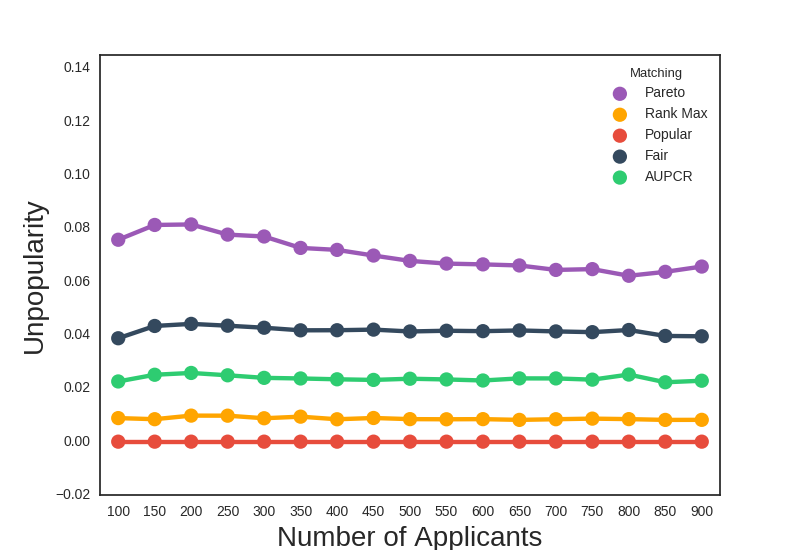 0.14
0.12
0.10
0.08
0.06
0.04
0.02
0.00
−0.02
Unpopularity
Matching
Pareto
Rank Max
Popular
Fair
AUPCR
100 150 200 250 300 350 400 450 500 550 600 650 700 750 800 850 900
Number of Applicants